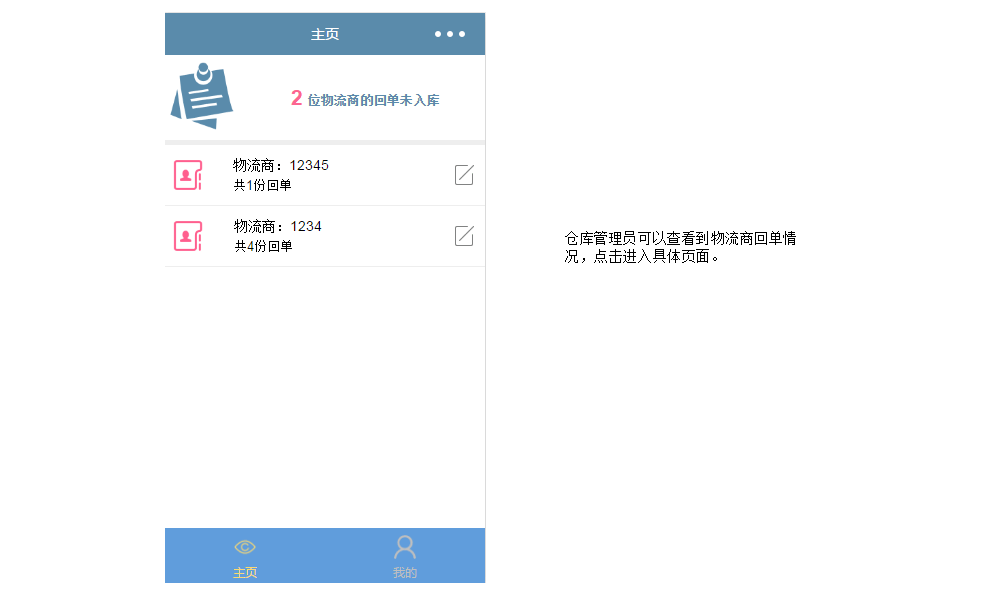 主页
2 位物流商的回单未入库
物流商：12345
共1份回单
物流商：1234
共4份回单
仓库管理员可以查看到物流商回单情
况，点击进入具体页面。
主页
我的